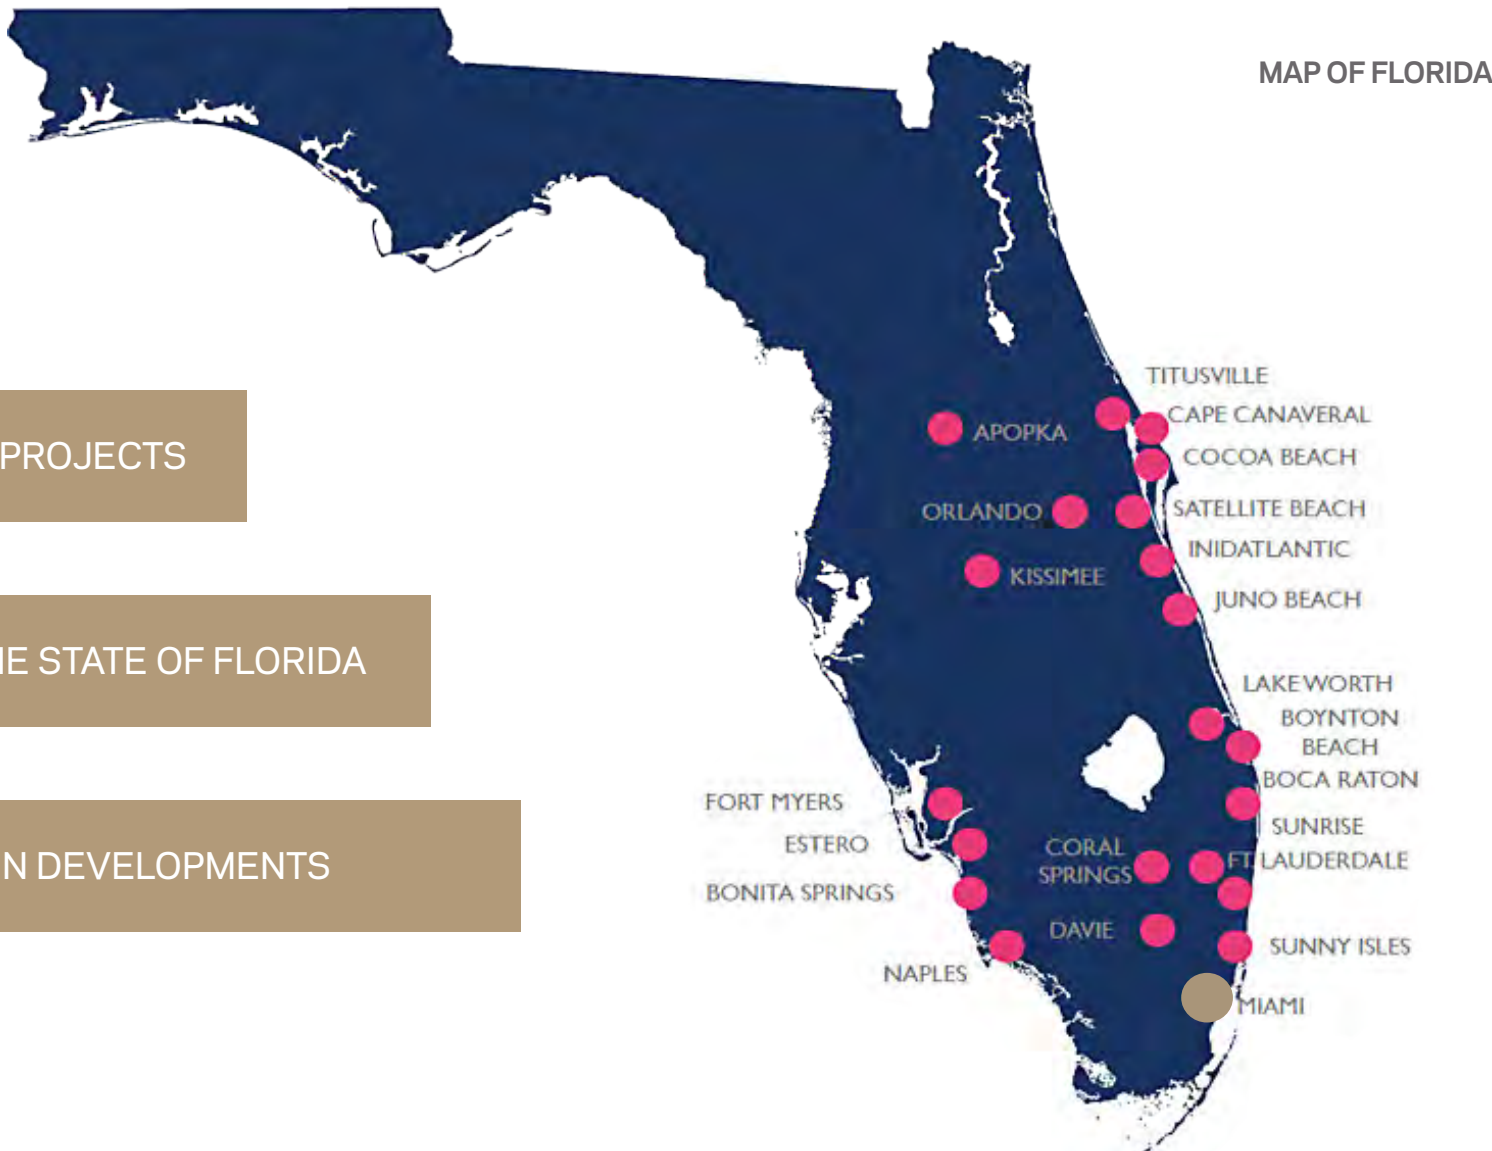 MAP OF FLORIDA
TITUSVILLE
CAPE CANAVERAL
APOPKA
PROJECTS
COCOA BEACH
ORLANDO
SATELLITE BEACH
INIDATLANTIC
KISSIMEE
JUNO BEACH
STATE OF FLORIDA
LAKE WORTH
BOYNTON
BEACH
BOCA RATON
FORT MYERS
SUNRISE
ESTERO
CORAL
SPRINGS
FT. LAUDERDALE
DEVELOPMENTS
BONITA SPRINGS
DAVIE
SUNNY ISLES
NAPLES
MIAMI